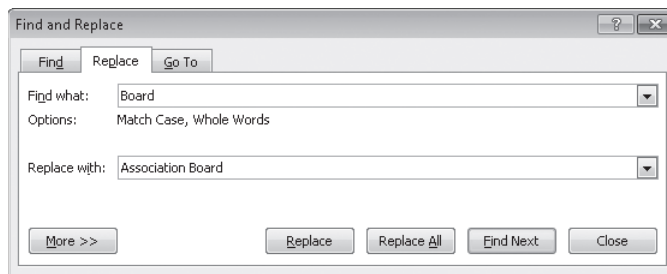 Find and Replace
Find Replace Go To
Find what: Board
Options: Match Case, Whole Words
Replace with: Association Board
More >> Replace Replace All Find Next Close